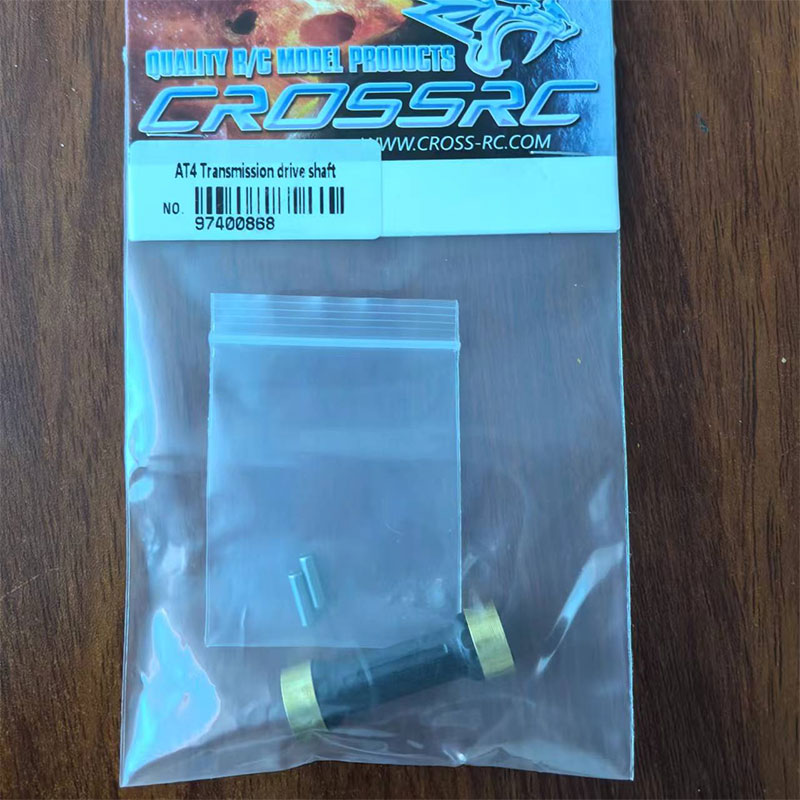 QUALITY R/C MODEL PRODUCTS
CROSSRC
WWW.CROSS-RC.COM
AT4 Transmission drive shaft
NO.
97400868